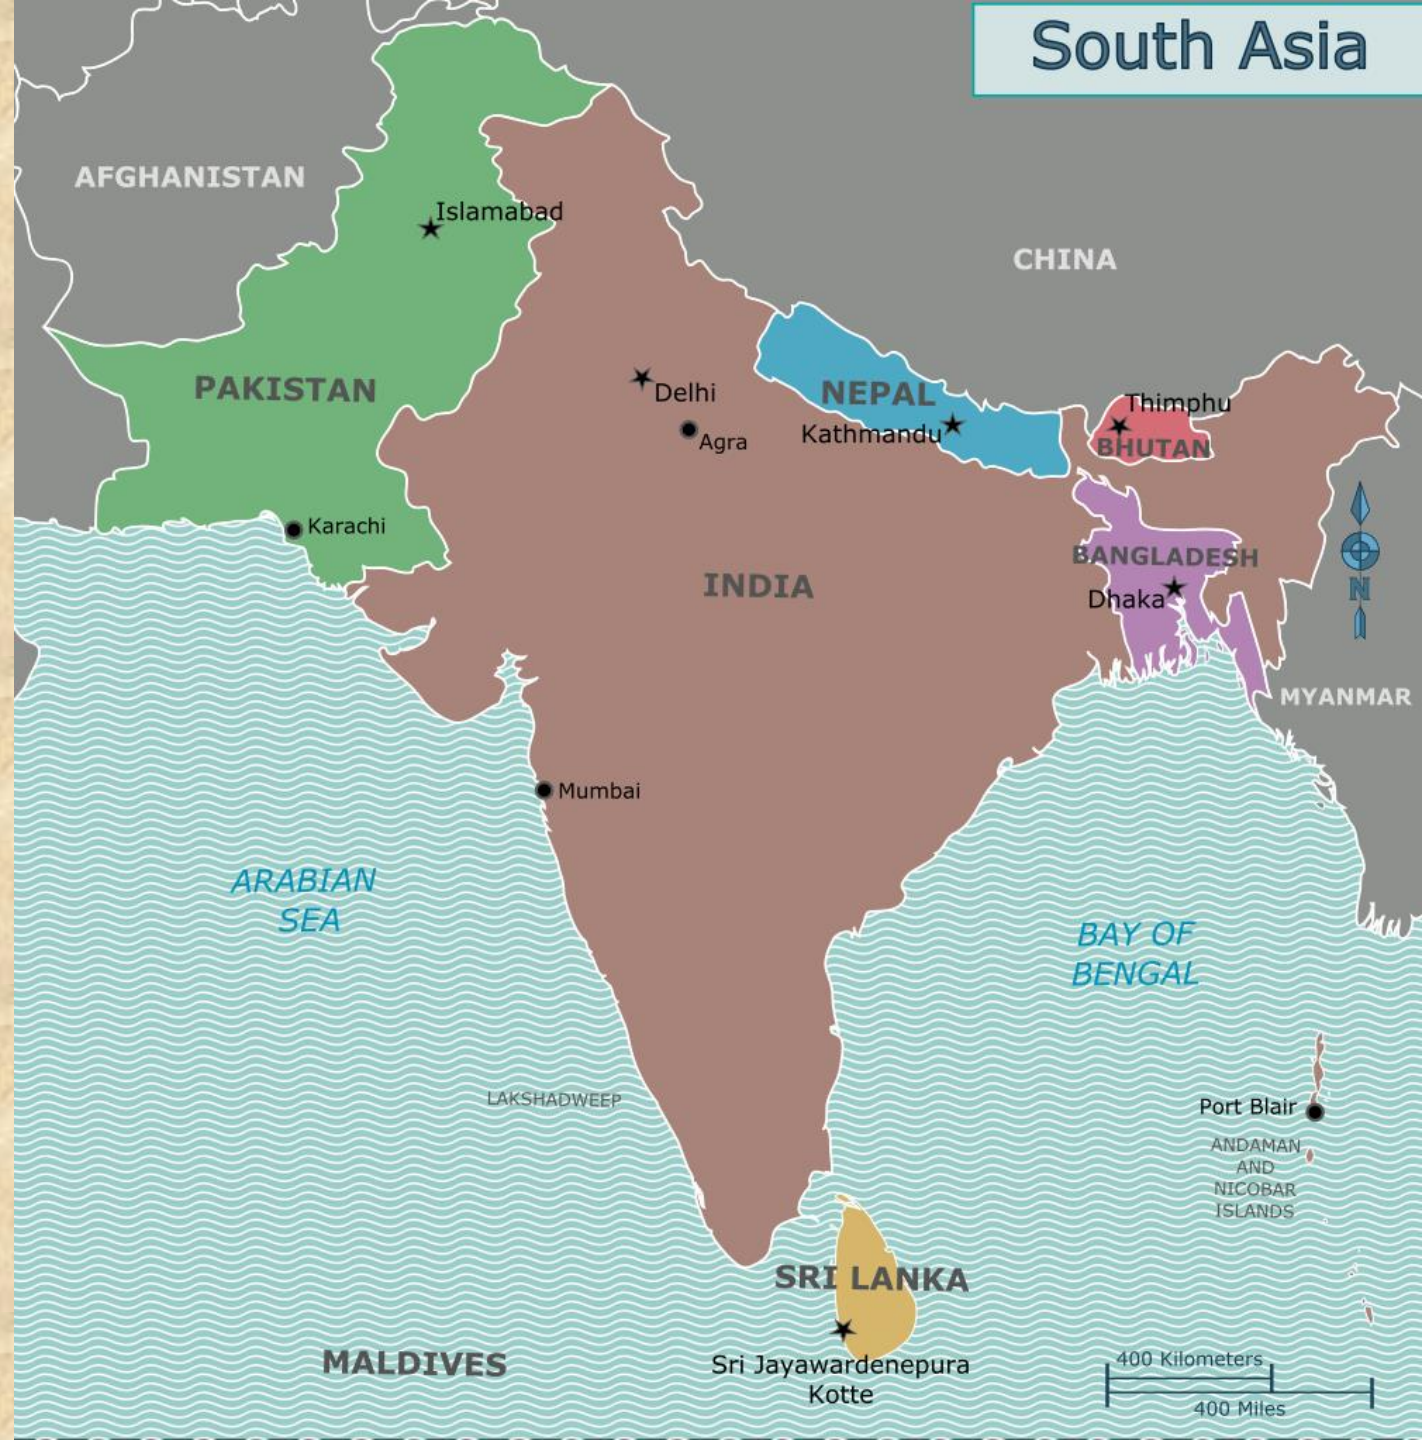 South Asia
AFGHANISTAN
Islamabad
CHINA
PAKISTAN
Delhi
NEPAL
Thimphu
Kathmandu
Agra
BHUTAN
Karachi
BANGLADESH
INDIA
N
Dhaka
MYANMAR
Mumbai
ARABIAN
SEA
BAY OF
BENGAL
LAKSHADWEEP
Port Blair
ANDAMAN
AND
NICOBAR
ISLANDS
SRI LANKA
MALDIVES
Sri Jayawardenepura
Kotte
400 Kilometers
400 Miles